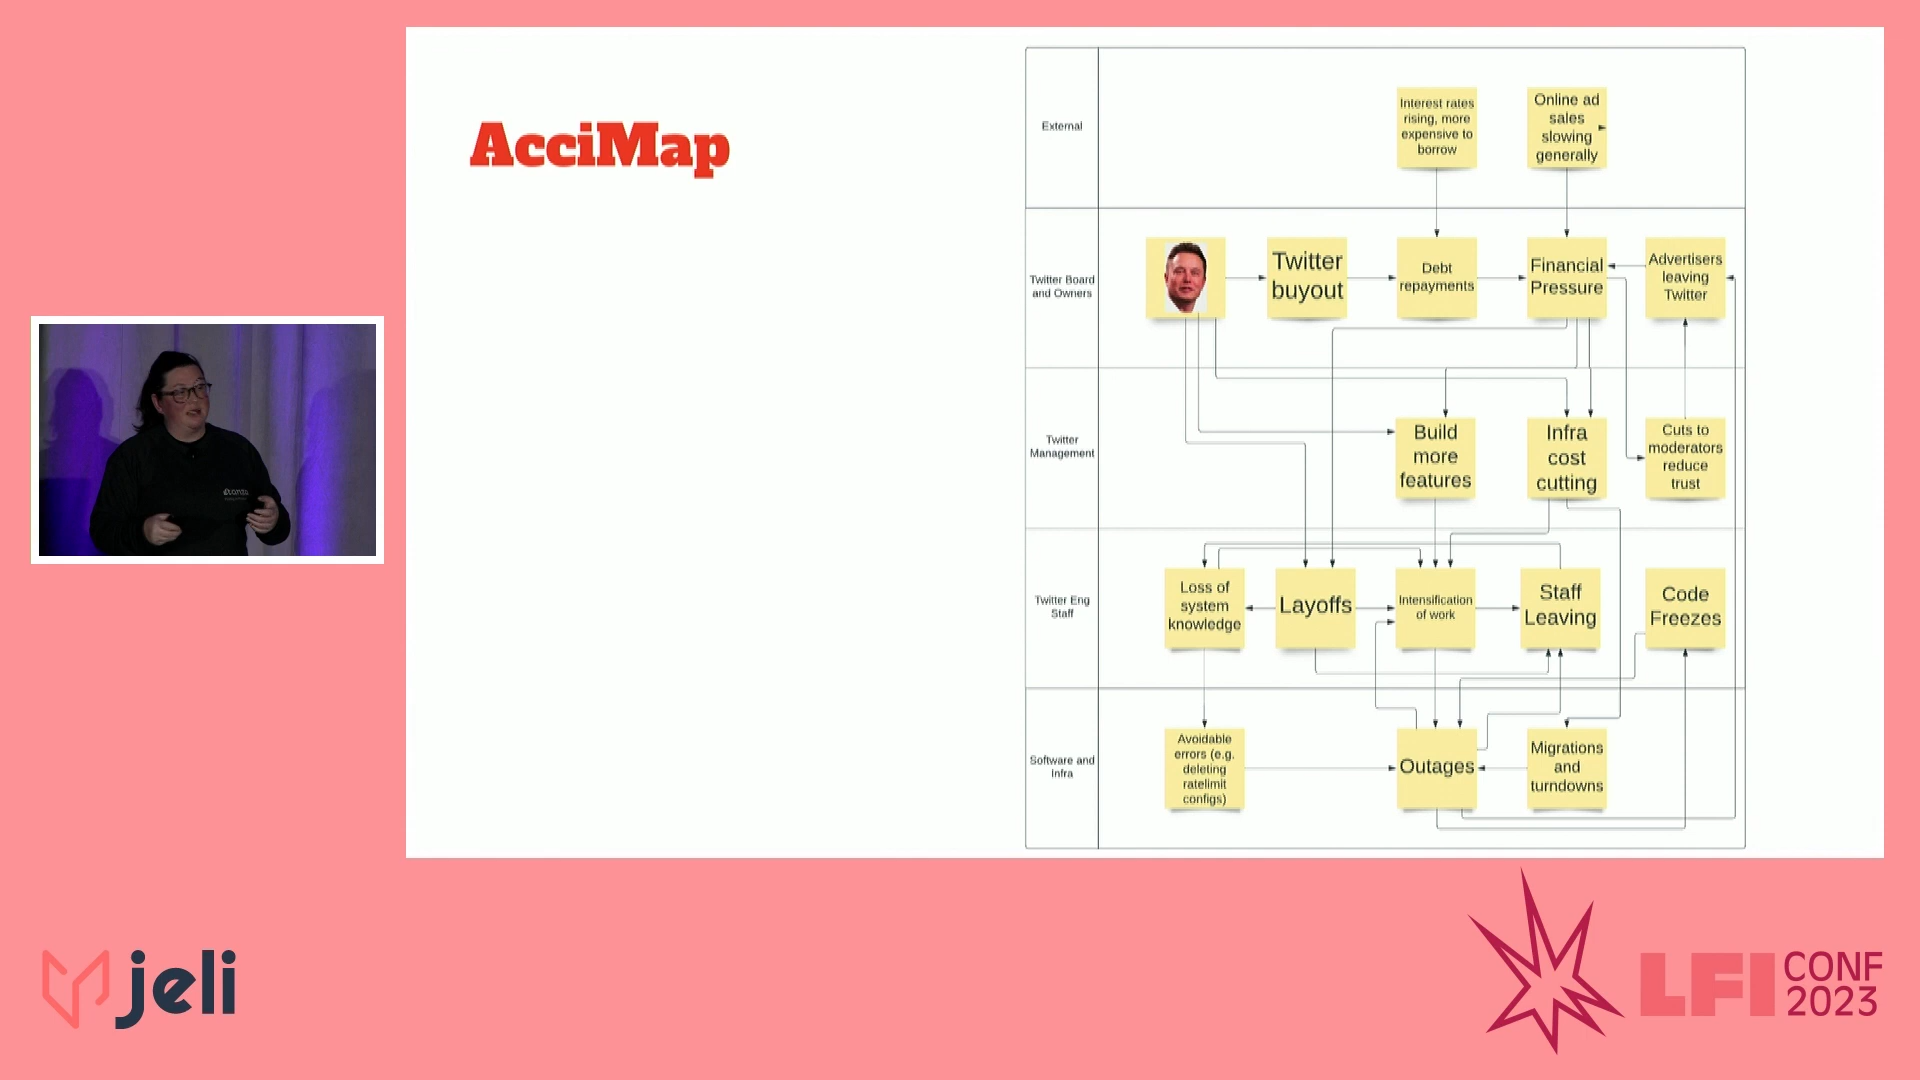 AcciMap
External
Interest rates
rising, more
expensive to
borrow
Online ad
sales
slowing
generally
Twitter Board
and Owners
Twitter
buyout
Debt
repayments
Financial
Pressure
Advertisers
leaving
Twitter
Twitter
Management
Build
more
features
Infra
cost
cutting
Cuts to
moderators
reduce
trust
Twitter Eng
Staff
Loss of
system
knowledge
Layoffs
Intensification
of work
Staff
Leaving
Code
Freezes
Software and
Infra
Avoidable
errors (e.g.
deleting
ratelimit
configs)
Outages
Migrations
and
turndowns
jeli
LFI
CONF
2023